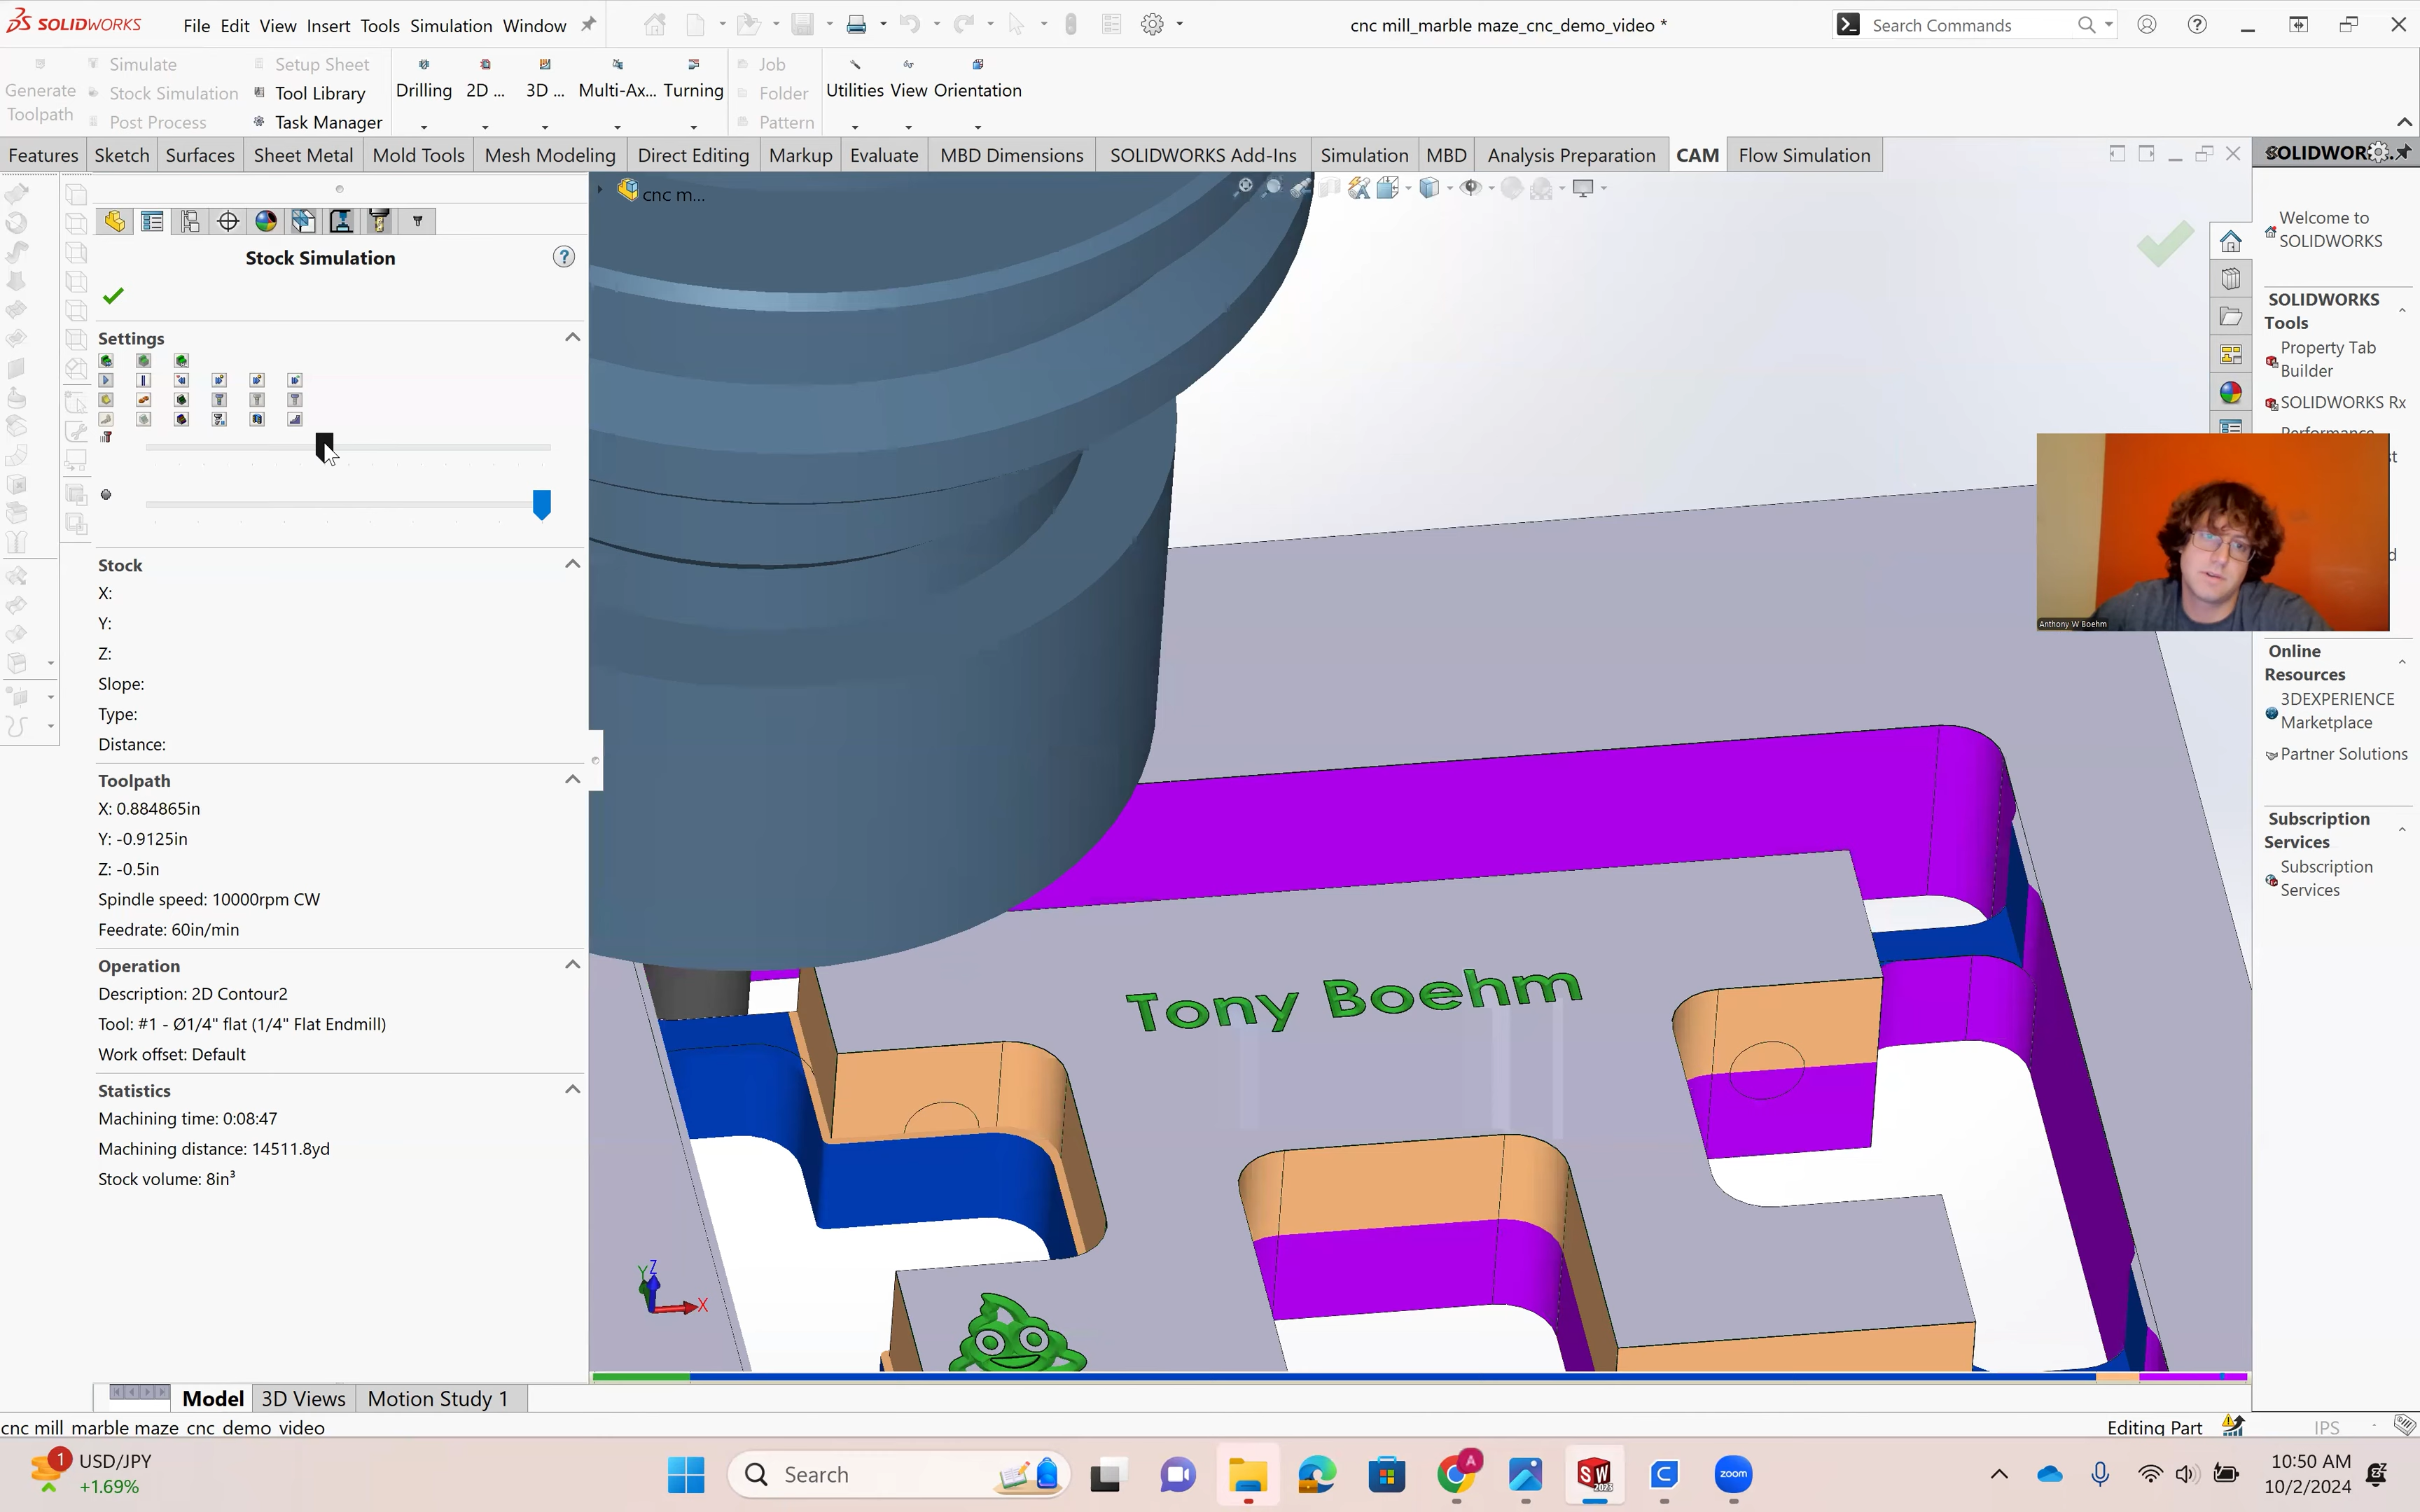 SOLIDWORKS
File Edit View Insert Tools Simulation Window
cnc mill_marble maze_cnc_demo_video *
Search Commands
Generate Toolpath
Simulate
Stock Simulation
Post Process
Setup Sheet
Tool Library
Task Manager
Drilling 2D ... 3D ... Multi-Ax... Turning
Job
Folder
Pattern
Utilities View Orientation
Features Sketch Surfaces Sheet Metal Mold Tools Mesh Modeling Direct Editing Markup Evaluate MBD Dimensions SOLIDWORKS Add-Ins Simulation MBD Analysis Preparation CAM Flow Simulation
cnc m...
Stock Simulation
Settings
Stock
X:
Y:
Z:
Slope:
Type:
Distance:
Toolpath
X: 0.884865in
Y: -0.9125in
Z: -0.5in
Spindle speed: 10000rpm CW
Feedrate: 60in/min
Operation
Description: 2D Contour2
Tool: #1 - Ø1/4" flat (1/4" Flat Endmill)
Work offset: Default
Statistics
Machining time: 0:08:47
Machining distance: 14511.8yd
Stock volume: 8in³
Tony Boehm
Y Z X
Welcome to
SOLIDWORKS
SOLIDWORKS
Tools
Property Tab
Builder
SOLIDWORKS Rx
Anthony W Boehm
Online
Resources
3DEXPERIENCE
Marketplace
Partner Solutions
Subscription
Services
Subscription
Services
Model 3D Views Motion Study 1
cnc mill_marble maze_cnc_demo_video
Editing Part
IPS
1
USD/JPY
+1.69%
Search
A
SW
2023
C
zoom
10:50 AM
10/2/2024